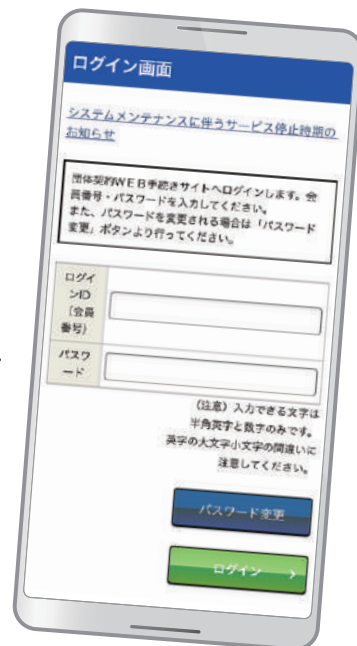 ログイン画面
システムメンテナンスに伴うサービス停止時期の
お知らせ
団体契約WEB手続きサイトへログインします。会
員番号・パスワードを入力してください。
また、パスワードを変更される場合は「パスワード
変更」ボタンより行ってください。
ログイ
ンID
(会員
番号)
パスワ
ード
(注意) 入力できる文字は
半角英字と数字のみです。
英字の大文字小文字の間違いに
注意してください。
パスワード変更
ログイン